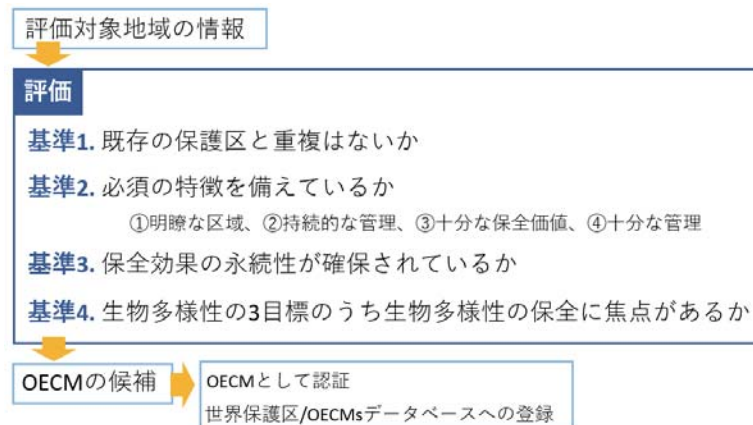 評価対象地域の情報
評価
基準1. 既存の保護区と重複はないか
基準2. 必須の特徴を備えているか
①明瞭な区域、②持続的な管理、③十分な保全価値、④十分な管理
基準3. 保全効果の永続性が確保されているか
基準4. 生物多様性の3目標のうち生物多様性の保全に焦点があるか
OECMの候補
OECMとして認証
世界保護区/OECMsデータベースへの登録